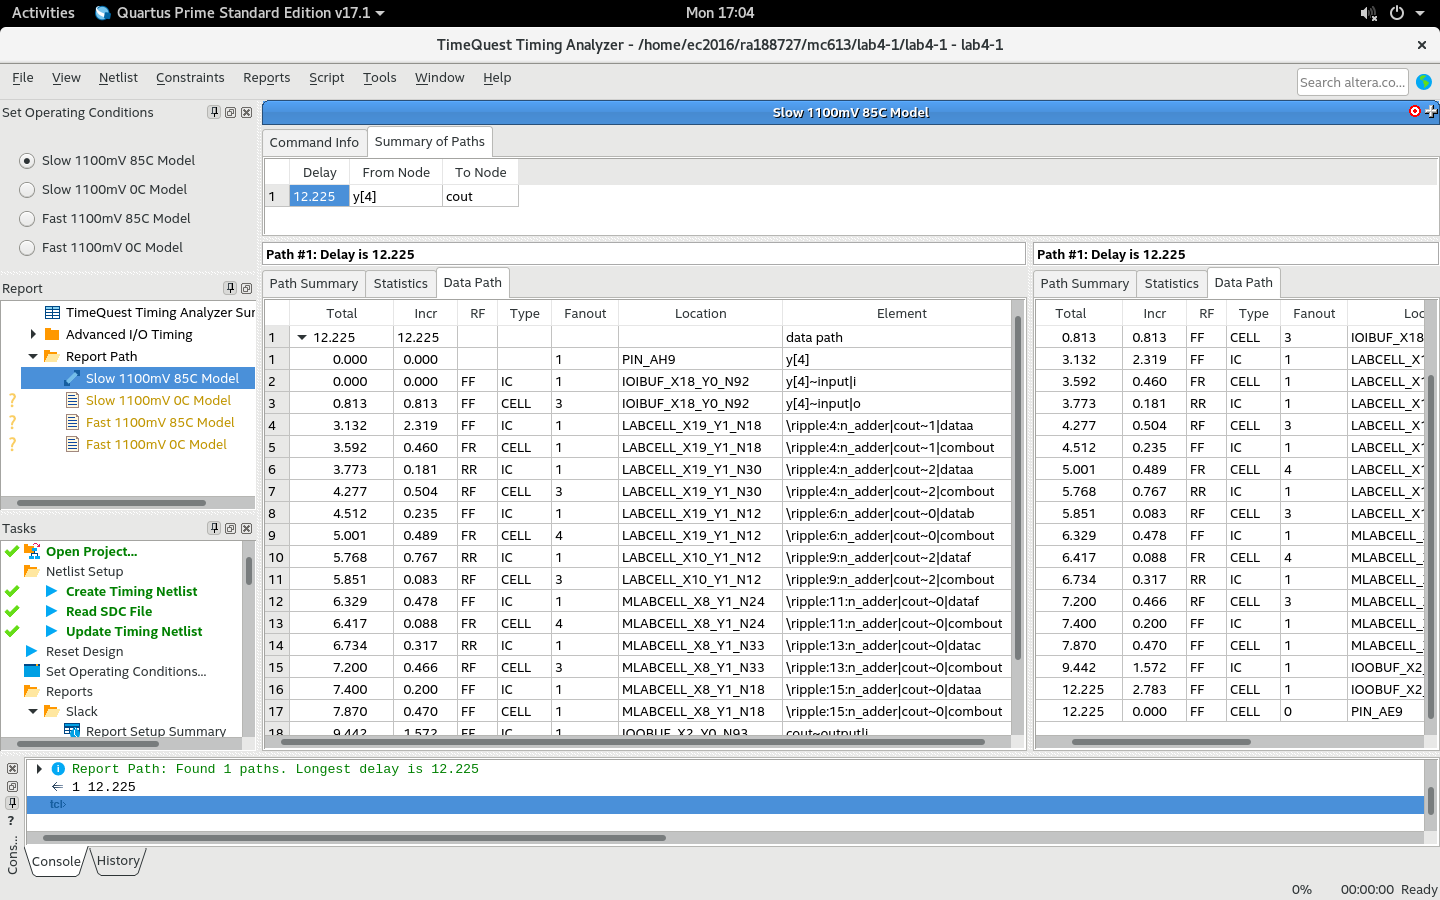 Activities Quartus Prime Standard Edition v17.1 Mon 17:04
TimeQuest Timing Analyzer - /home/ec2016/ra188727/mc613/lab4-1/lab4-1 - lab4-1
File View Netlist Constraints Reports Script Tools Window Help Search altera.co...
Set Operating Conditions
Slow 1100mV 85C Model
Slow 1100mV 0C Model
Fast 1100mV 85C Model
Fast 1100mV 0C Model
Report
TimeQuest Timing Analyzer Sur
Advanced I/O Timing
Report Path
Slow 1100mV 85C Model
? Slow 1100mV 0C Model
? Fast 1100mV 85C Model
? Fast 1100mV 0C Model
Tasks
Open Project...
Netlist Setup
Create Timing Netlist
Read SDC File
Update Timing Netlist
Reset Design
Set Operating Conditions...
Reports
Slack
Report Setup Summary
Slow 1100mV 85C Model
Command Info Summary of Paths
Delay From Node To Node
1 12.225 y[4] cout
Path #1: Delay is 12.225
Path Summary Statistics Data Path
Total Incr RF Type Fanout Location Element
1 12.225 12.225 data path
1 0.000 0.000 1 PIN_AH9 y[4]
2 0.000 0.000 FF IC 1 IOIBUF_X18_Y0_N92 y[4]~input|i
3 0.813 0.813 FF CELL 3 IOIBUF_X18_Y0_N92 y[4]~input|o
4 3.132 2.319 FF IC 1 LABCELL_X19_Y1_N18 \ripple:4:n_adder|cout~1|dataa
5 3.592 0.460 FR CELL 1 LABCELL_X19_Y1_N18 \ripple:4:n_adder|cout~1|combout
6 3.773 0.181 RR IC 1 LABCELL_X19_Y1_N30 \ripple:4:n_adder|cout~2|dataa
7 4.277 0.504 RF CELL 3 LABCELL_X19_Y1_N30 \ripple:4:n_adder|cout~2|combout
8 4.512 0.235 FF IC 1 LABCELL_X19_Y1_N12 \ripple:6:n_adder|cout~0|datab
9 5.001 0.489 FR CELL 4 LABCELL_X19_Y1_N12 \ripple:6:n_adder|cout~0|combout
10 5.768 0.767 RR IC 1 LABCELL_X10_Y1_N12 \ripple:9:n_adder|cout~2|dataf
11 5.851 0.083 RF CELL 3 LABCELL_X10_Y1_N12 \ripple:9:n_adder|cout~2|combout
12 6.329 0.478 FF IC 1 MLABCELL_X8_Y1_N24 \ripple:11:n_adder|cout~0|dataf
13 6.417 0.088 FR CELL 4 MLABCELL_X8_Y1_N24 \ripple:11:n_adder|cout~0|combout
14 6.734 0.317 RR IC 1 MLABCELL_X8_Y1_N33 \ripple:13:n_adder|cout~0|datac
15 7.200 0.466 RF CELL 3 MLABCELL_X8_Y1_N33 \ripple:13:n_adder|cout~0|combout
16 7.400 0.200 FF IC 1 MLABCELL_X8_Y1_N18 \ripple:15:n_adder|cout~0|dataa
17 7.870 0.470 FF CELL 1 MLABCELL_X8_Y1_N18 \ripple:15:n_adder|cout~0|combout
18 9.442 1.572 FF IC 1 IOOBUF_X2_Y0_N93 cout~output|i
Path #1: Delay is 12.225
Path Summary Statistics Data Path
Total Incr RF Type Fanout Loc
0.813 0.813 FF CELL 3 IOIBUF_X18
3.132 2.319 FF IC 1 LABCELL_X1
3.592 0.460 FR CELL 1 LABCELL_X1
3.773 0.181 RR IC 1 LABCELL_X1
4.277 0.504 RF CELL 3 LABCELL_X1
4.512 0.235 FF IC 1 LABCELL_X1
5.001 0.489 FR CELL 4 LABCELL_X1
5.768 0.767 RR IC 1 LABCELL_X1
5.851 0.083 RF CELL 3 LABCELL_X1
6.329 0.478 FF IC 1 MLABCELL_
6.417 0.088 FR CELL 4 MLABCELL_
6.734 0.317 RR IC 1 MLABCELL_
7.200 0.466 RF CELL 3 MLABCELL_
7.400 0.200 FF IC 1 MLABCELL_
7.870 0.470 FF CELL 1 MLABCELL_
9.442 1.572 FF IC 1 IOOBUF_X2_
12.225 2.783 FF CELL 1 IOOBUF_X2_
12.225 0.000 FF CELL 0 PIN_AE9
Report Path: Found 1 paths. Longest delay is 12.225
1 12.225
tcl>
?
Cons...
Console History
0% 00:00:00 Ready